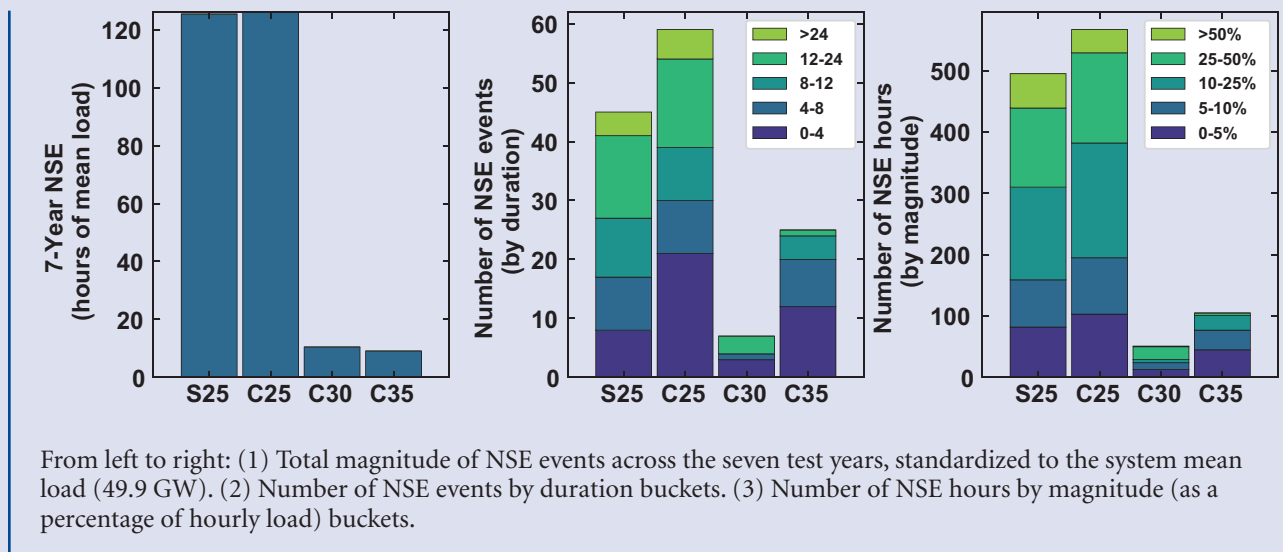 120
100
80
60
40
20
0
7-Year NSE
(hours of mean load)
S25 C25 C30 C35
60
50
40
30
20
10
0
Number of NSE events
(by duration)
>24
12-24
8-12
4-8
0-4
S25 C25 C30 C35
500
400
300
200
100
0
Number of NSE hours
(by magnitude)
>50%
25-50%
10-25%
5-10%
0-5%
S25 C25 C30 C35
From left to right: (1) Total magnitude of NSE events across the seven test years, standardized to the system mean
load (49.9 GW). (2) Number of NSE events by duration buckets. (3) Number of NSE hours by magnitude (as a
percentage of hourly load) buckets.